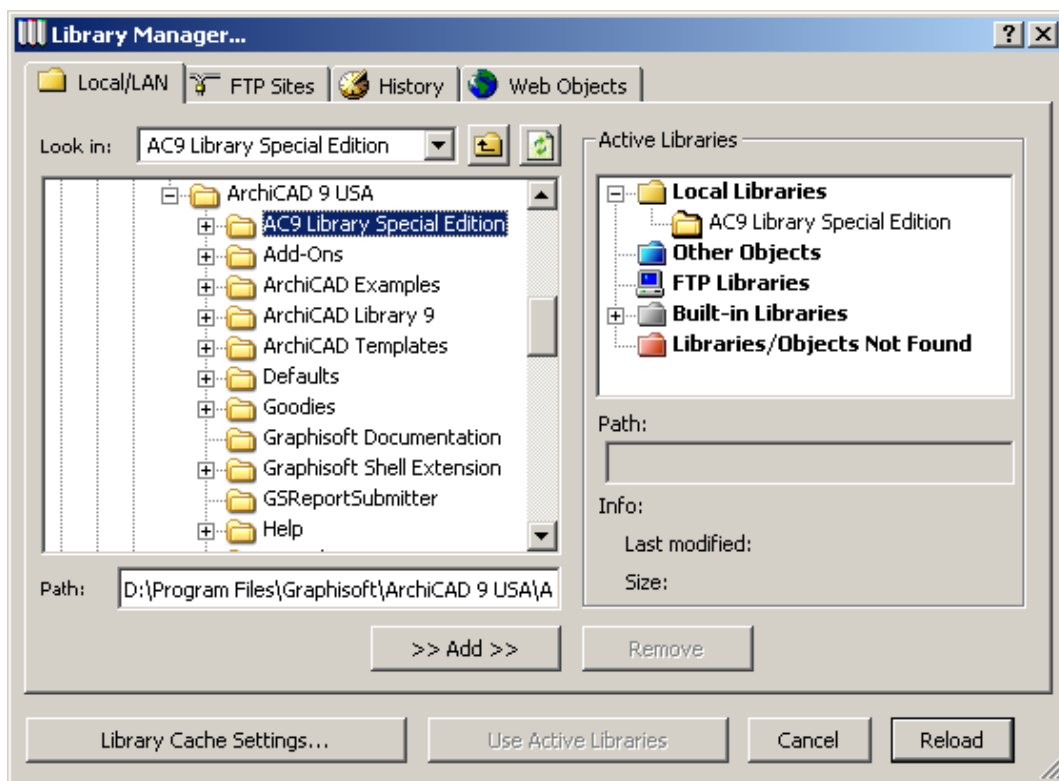 Library Manager...
Local/LAN
FTP Sites
History
Web Objects
Look in:
AC9 Library Special Edition
ArchiCAD 9 USA
AC9 Library Special Edition
Add-Ons
ArchiCAD Examples
ArchiCAD Library 9
ArchiCAD Templates
Defaults
Goodies
Graphisoft Documentation
Graphisoft Shell Extension
GSReportSubmitter
Help
Path:
D:\Program Files\Graphisoft\ArchiCAD 9 USA\A
>> Add >>
Active Libraries
Local Libraries
AC9 Library Special Edition
Other Objects
FTP Libraries
Built-in Libraries
Libraries/Objects Not Found
Path:
Info:
Last modified:
Size:
Remove
Library Cache Settings...
Use Active Libraries
Cancel
Reload